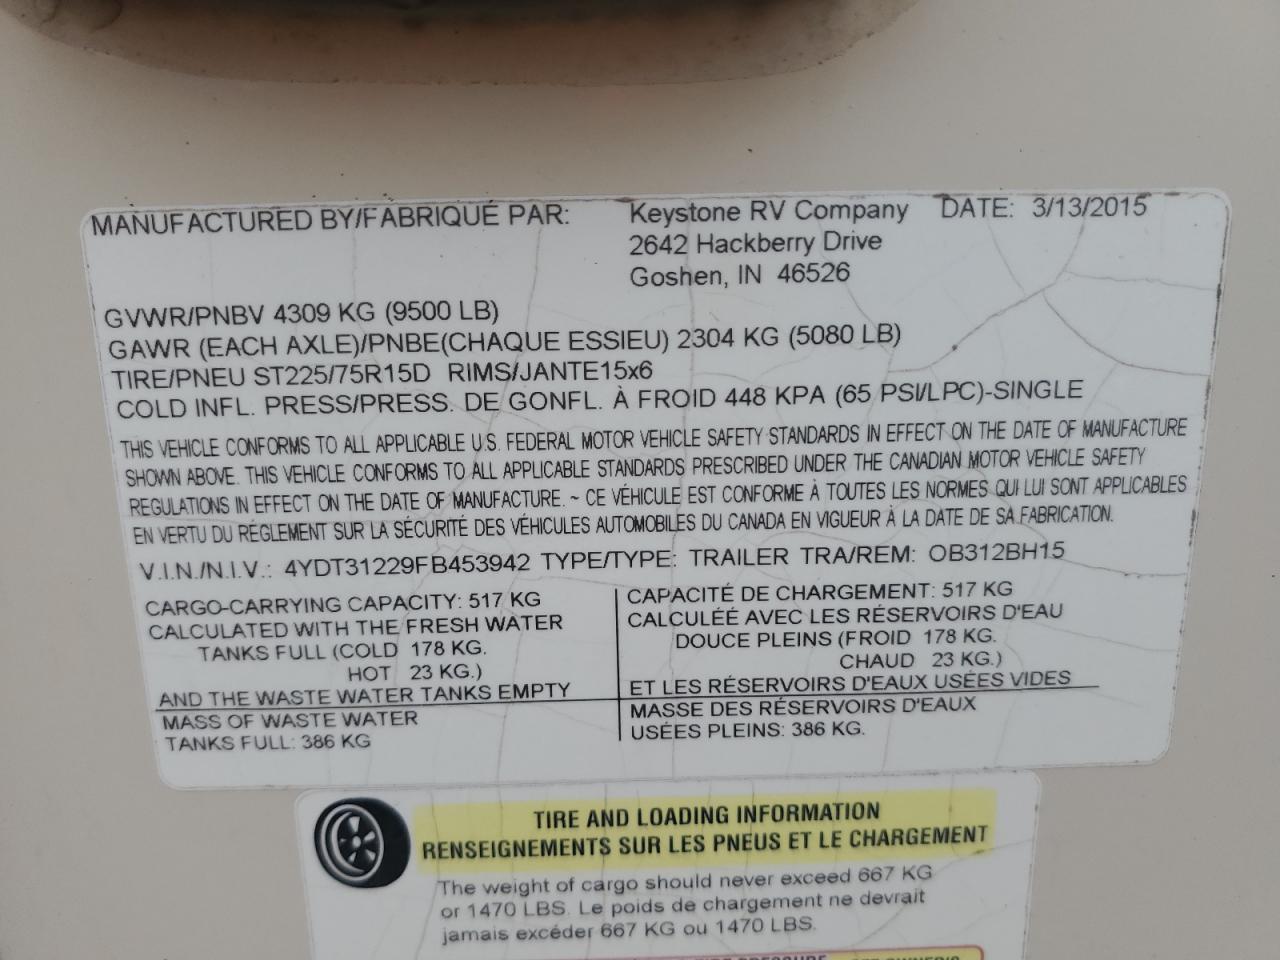 MANUFACTURED BY/FABRIQUÉ PAR: Keystone RV Company DATE: 3/13/2015
2642 Hackberry Drive
Goshen, IN 46526
GVWR/PNBV 4309 KG (9500 LB)
GAWR (EACH AXLE)/PNBE(CHAQUE ESSIEU) 2304 KG (5080 LB)
TIRE/PNEU ST225/75R15D RIMS/JANTE15x6
COLD INFL. PRESS/PRESS. DE GONFL. À FROID 448 KPA (65 PSI/LPC)-SINGLE
THIS VEHICLE CONFORMS TO ALL APPLICABLE U.S. FEDERAL MOTOR VEHICLE SAFETY STANDARDS IN EFFECT ON THE DATE OF MANUFACTURE
SHOWN ABOVE. THIS VEHICLE CONFORMS TO ALL APPLICABLE STANDARDS PRESCRIBED UNDER THE CANADIAN MOTOR VEHICLE SAFETY
REGULATIONS IN EFFECT ON THE DATE OF MANUFACTURE. ~ CE VÉHICULE EST CONFORME À TOUTES LES NORMES QUI LUI SONT APPLICABLES
EN VERTU DU RÉGLEMENT SUR LA SÉCURITÉ DES VÉHICULES AUTOMOBILES DU CANADA EN VIGUEUR À LA DATE DE SA FABRICATION.
V.I.N./N.I.V.: 4YDT31229FB453942 TYPE/TYPE: TRAILER TRA/REM: OB312BH15
CARGO-CARRYING CAPACITY: 517 KG
CALCULATED WITH THE FRESH WATER
TANKS FULL (COLD 178 KG.
HOT 23 KG.)
AND THE WASTE WATER TANKS EMPTY
MASS OF WASTE WATER
TANKS FULL: 386 KG
CAPACITÉ DE CHARGEMENT: 517 KG
CALCULÉE AVEC LES RÉSERVOIRS D'EAU
DOUCE PLEINS (FROID 178 KG.
CHAUD 23 KG.)
ET LES RÉSERVOIRS D'EAUX USÉES VIDES
MASSE DES RÉSERVOIRS D'EAUX
USÉES PLEINS: 386 KG.
TIRE AND LOADING INFORMATION
RENSEIGNEMENTS SUR LES PNEUS ET LE CHARGEMENT
The weight of cargo should never exceed 667 KG
or 1470 LBS. Le poids de chargement ne devrait
jamais excéder 667 KG ou 1470 LBS.